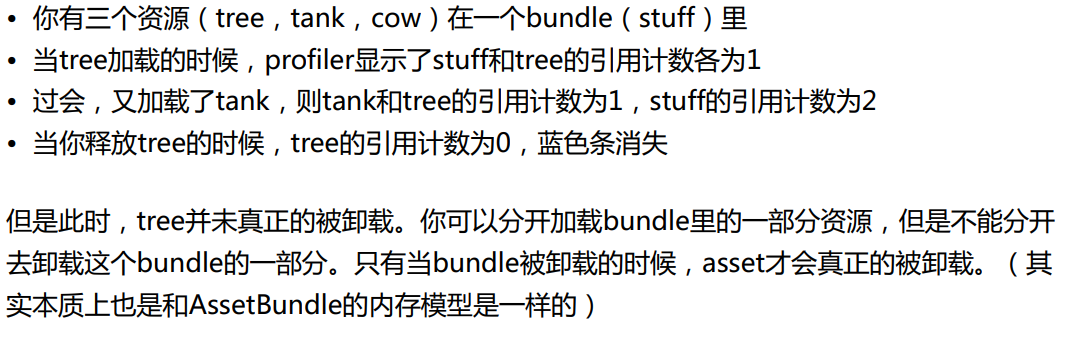 • 你有三个资源（tree，tank，cow）在一个bundle（stuff）里
• 当tree加载的时候，profiler显示了stuff和tree的引用计数各为1
• 过会，又加载了tank，则tank和tree的引用计数为1，stuff的引用计数为2
• 当你释放tree的时候，tree的引用计数为0，蓝色条消失
但是此时，tree并未真正的被卸载。你可以分开加载bundle里的一部分资源，但是不能分开
去卸载这个bundle的一部分。只有当bundle被卸载的时候，asset才会真正的被卸载。（其
实本质上也是和AssetBundle的内存模型是一样的）